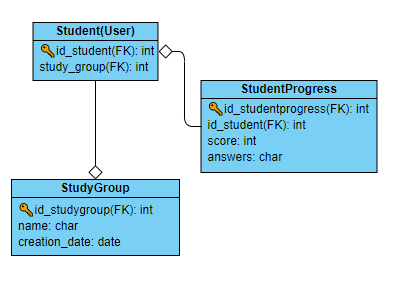 Student(User)
id_student(FK): int
study_group(FK): int
StudentProgress
id_studentprogress(FK): int
id_student(FK): int
score: int
answers: char
StudyGroup
id_studygroup(FK): int
name: char
creation_date: date